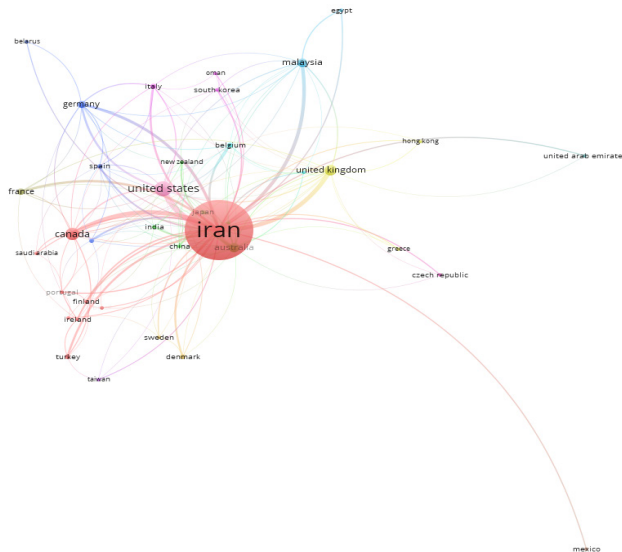 egypt
belarus
malaysia
oman
italy
south korea
germany
belgium
hong kong
united arab emirate
new zealand
spain
united kingdom
france
united states
japan
iran
india
canada
china
australia
greece
saudi arabia
czech republic
portugal
finland
ireland
sweden
turkey
denmark
taiwan
mexico